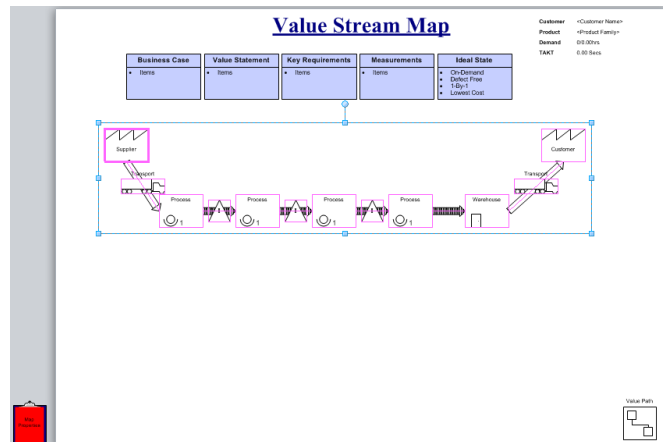 Value Stream Map
Customer <Customer Name>
Product <Product Family>
Demand 0/0.00hrs
TAKT 0.00 Secs
Business Case
• Items
Value Statement
• Items
Key Requirements
• Items
Measurements
• Items
Ideal State
• On-Demand
• Defect Free
• 1-By-1
• Lowest Cost
Supplier
Customer
Transport
Transport
Process
1
Process
1
Process
1
Process
1
Warehouse
Value Path